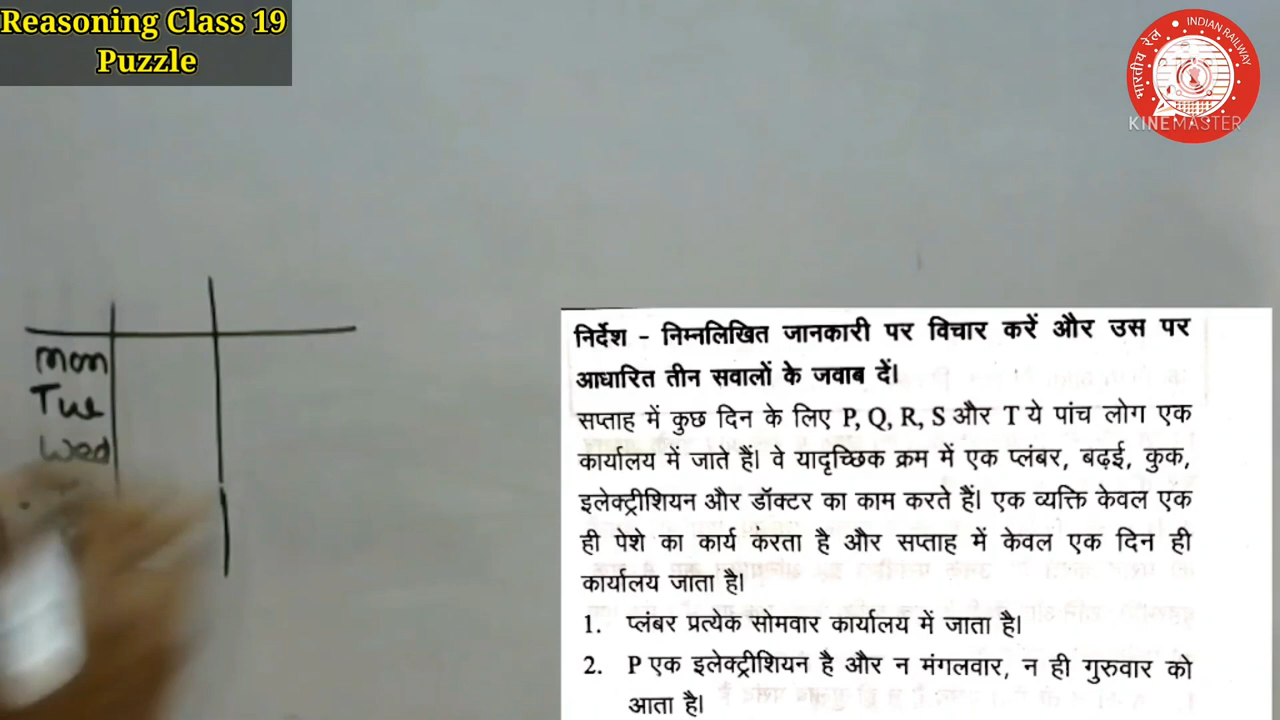 Reasoning Class 19
Puzzle
भारतीय रेल
INDIAN RAILWAY
KINEMASTER
Mon
Tue
Wed
निर्देश - निम्नलिखित जानकारी पर विचार करें और उस पर
आधारित तीन सवालों के जवाब दें।
सप्ताह में कुछ दिन के लिए P, Q, R, S और T ये पांच लोग एक
कार्यालय में जाते हैं। वे यादृच्छिक क्रम में एक प्लंबर, बढ़ई, कुक,
इलेक्ट्रीशियन और डॉक्टर का काम करते हैं। एक व्यक्ति केवल एक
ही पेशे का कार्य करता है और सप्ताह में केवल एक दिन ही
कार्यालय जाता है।
1. प्लंबर प्रत्येक सोमवार कार्यालय में जाता है।
2. P एक इलेक्ट्रीशियन है और न मंगलवार, न ही गुरुवार को
आता है।